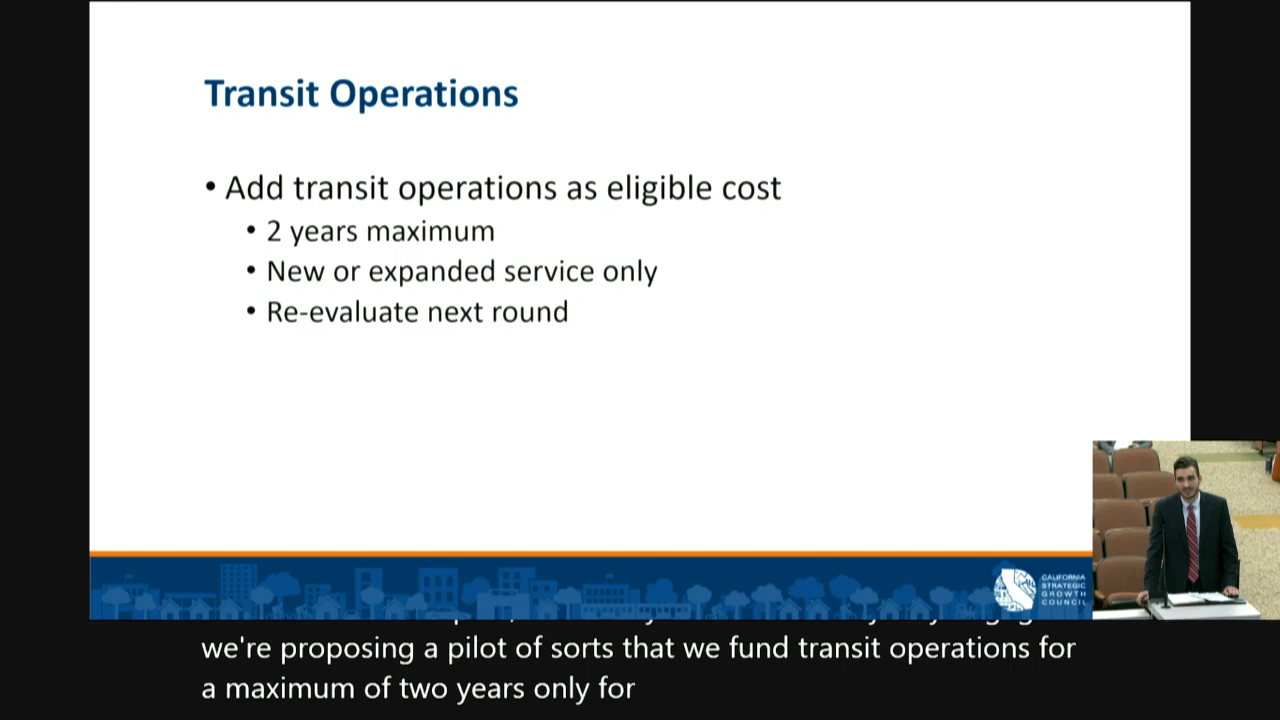 Transit Operations
• Add transit operations as eligible cost
• 2 years maximum
• New or expanded service only
• Re-evaluate next round
CALIFORNIA
STRATEGIC
GROWTH
COUNCIL
we're proposing a pilot of sorts that we fund transit operations for
a maximum of two years only for